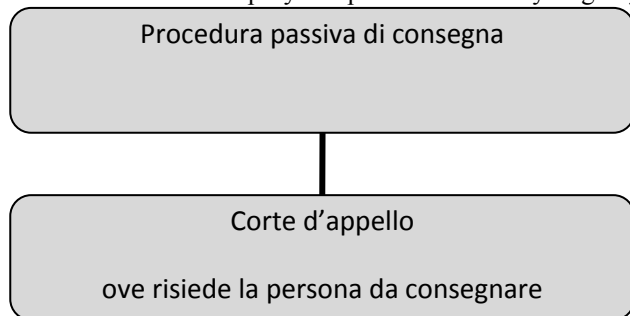 Procedura passiva di consegna
Corte d’appello
ove risiede la persona da consegnare